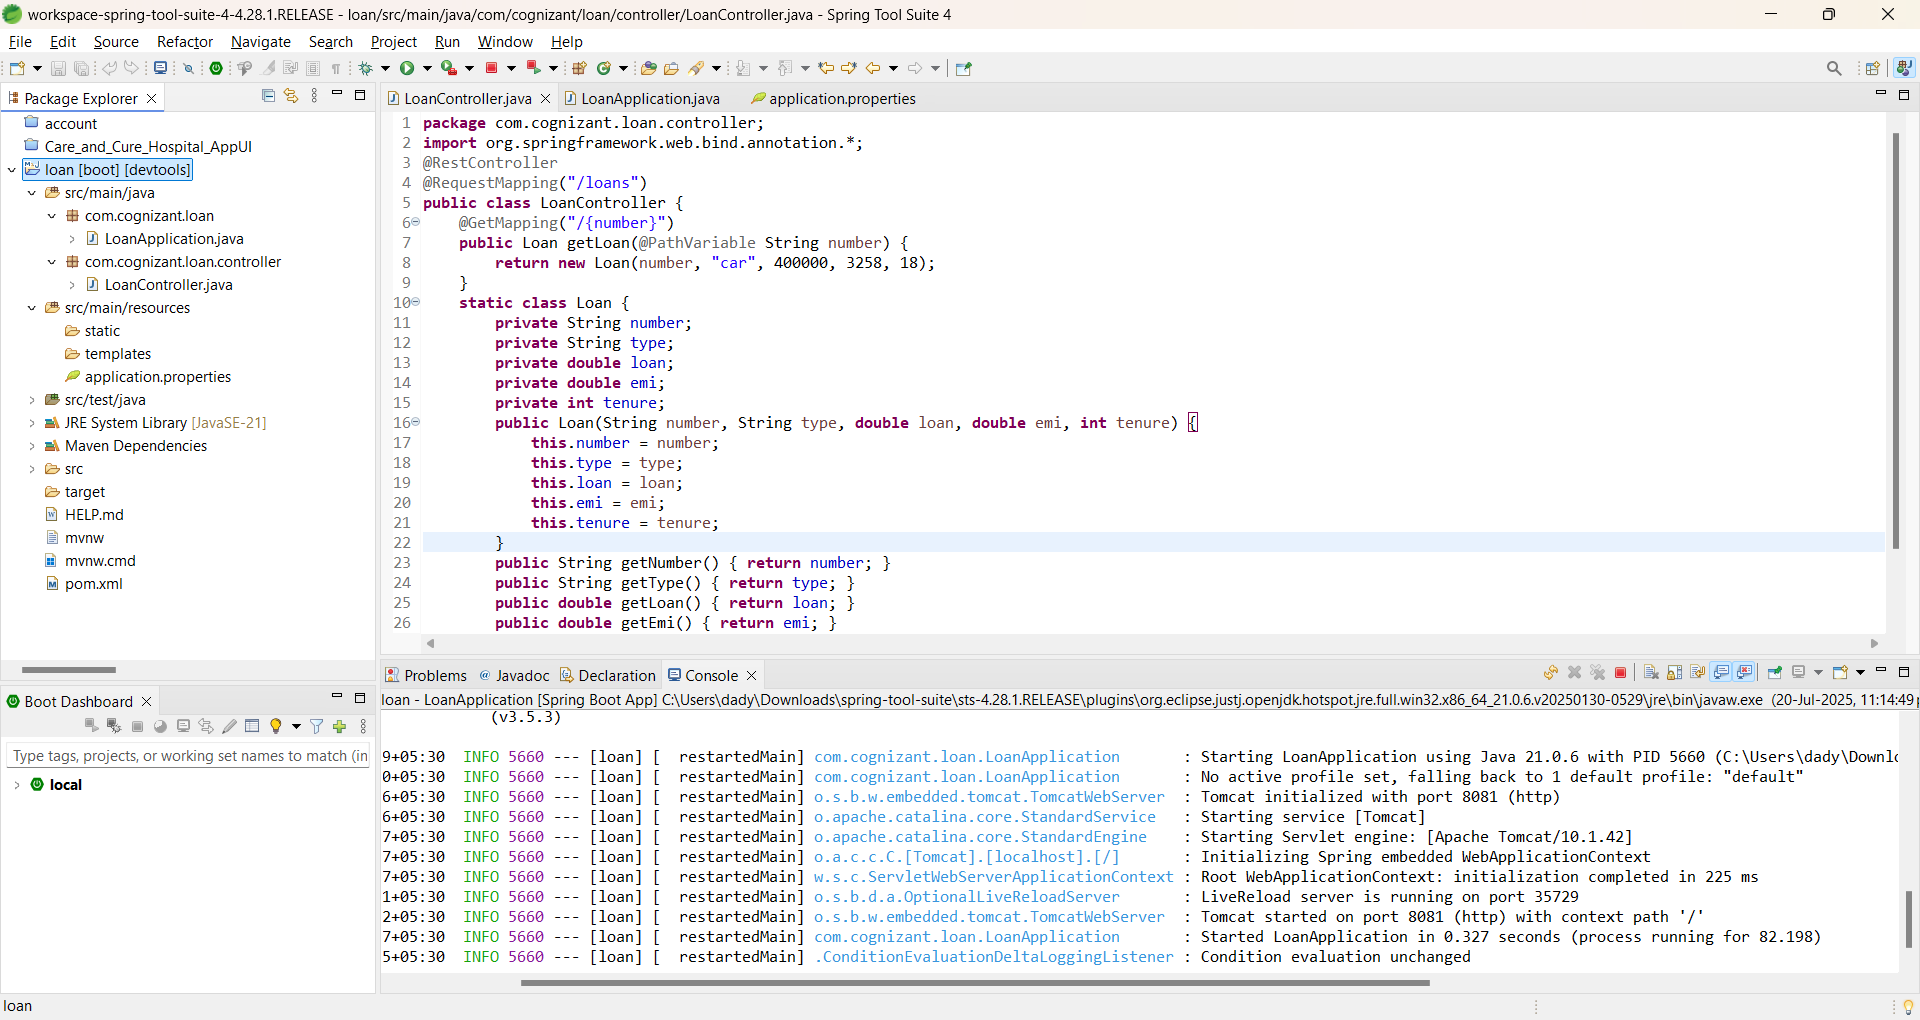 workspace-spring-tool-suite-4-4.28.1.RELEASE - loan/src/main/java/com/cognizant/loan/controller/LoanController.java - Spring Tool Suite 4
File Edit Source Refactor Navigate Search Project Run Window Help
Package Explorer
account
Care_and_Cure_Hospital_AppUI
loan [boot] [devtools]
src/main/java
com.cognizant.loan
LoanApplication.java
com.cognizant.loan.controller
LoanController.java
src/main/resources
static
templates
application.properties
src/test/java
JRE System Library [JavaSE-21]
Maven Dependencies
src
target
HELP.md
mvnw
mvnw.cmd
pom.xml
Boot Dashboard
Type tags, projects, or working set names to match (in
local
LoanController.java LoanApplication.java application.properties
1 package com.cognizant.loan.controller;
2 import org.springframework.web.bind.annotation.*;
3 @RestController
4 @RequestMapping("/loans")
5 public class LoanController {
6 @GetMapping("/{number}")
7 public Loan getLoan(@PathVariable String number) {
8 return new Loan(number, "car", 400000, 3258, 18);
9 }
10 static class Loan {
11 private String number;
12 private String type;
13 private double loan;
14 private double emi;
15 private int tenure;
16 public Loan(String number, String type, double loan, double emi, int tenure) {
17 this.number = number;
18 this.type = type;
19 this.loan = loan;
20 this.emi = emi;
21 this.tenure = tenure;
22 }
23 public String getNumber() { return number; }
24 public String getType() { return type; }
25 public double getLoan() { return loan; }
26 public double getEmi() { return emi; }
Problems @ Javadoc Declaration Console
loan - LoanApplication [Spring Boot App] C:\Users\dady\Downloads\spring-tool-suite\sts-4.28.1.RELEASE\plugins\org.eclipse.justj.openjdk.hotspot.jre.full.win32.x86_64_21.0.6.v20250130-0529\jre\bin\javaw.exe (20-Jul-2025, 11:14:49 p
(v3.5.3)
9+05:30 INFO 5660 --- [loan] [ restartedMain] com.cognizant.loan.LoanApplication : Starting LoanApplication using Java 21.0.6 with PID 5660 (C:\Users\dady\Downlo
0+05:30 INFO 5660 --- [loan] [ restartedMain] com.cognizant.loan.LoanApplication : No active profile set, falling back to 1 default profile: "default"
6+05:30 INFO 5660 --- [loan] [ restartedMain] o.s.b.w.embedded.tomcat.TomcatWebServer : Tomcat initialized with port 8081 (http)
6+05:30 INFO 5660 --- [loan] [ restartedMain] o.apache.catalina.core.StandardService : Starting service [Tomcat]
7+05:30 INFO 5660 --- [loan] [ restartedMain] o.apache.catalina.core.StandardEngine : Starting Servlet engine: [Apache Tomcat/10.1.42]
7+05:30 INFO 5660 --- [loan] [ restartedMain] o.a.c.c.C.[Tomcat].[localhost].[/] : Initializing Spring embedded WebApplicationContext
7+05:30 INFO 5660 --- [loan] [ restartedMain] w.s.c.ServletWebServerApplicationContext : Root WebApplicationContext: initialization completed in 225 ms
1+05:30 INFO 5660 --- [loan] [ restartedMain] o.s.b.d.a.OptionalLiveReloadServer : LiveReload server is running on port 35729
2+05:30 INFO 5660 --- [loan] [ restartedMain] o.s.b.w.embedded.tomcat.TomcatWebServer : Tomcat started on port 8081 (http) with context path '/'
7+05:30 INFO 5660 --- [loan] [ restartedMain] com.cognizant.loan.LoanApplication : Started LoanApplication in 0.327 seconds (process running for 82.198)
5+05:30 INFO 5660 --- [loan] [ restartedMain] .ConditionEvaluationDeltaLoggingListener : Condition evaluation unchanged
loan